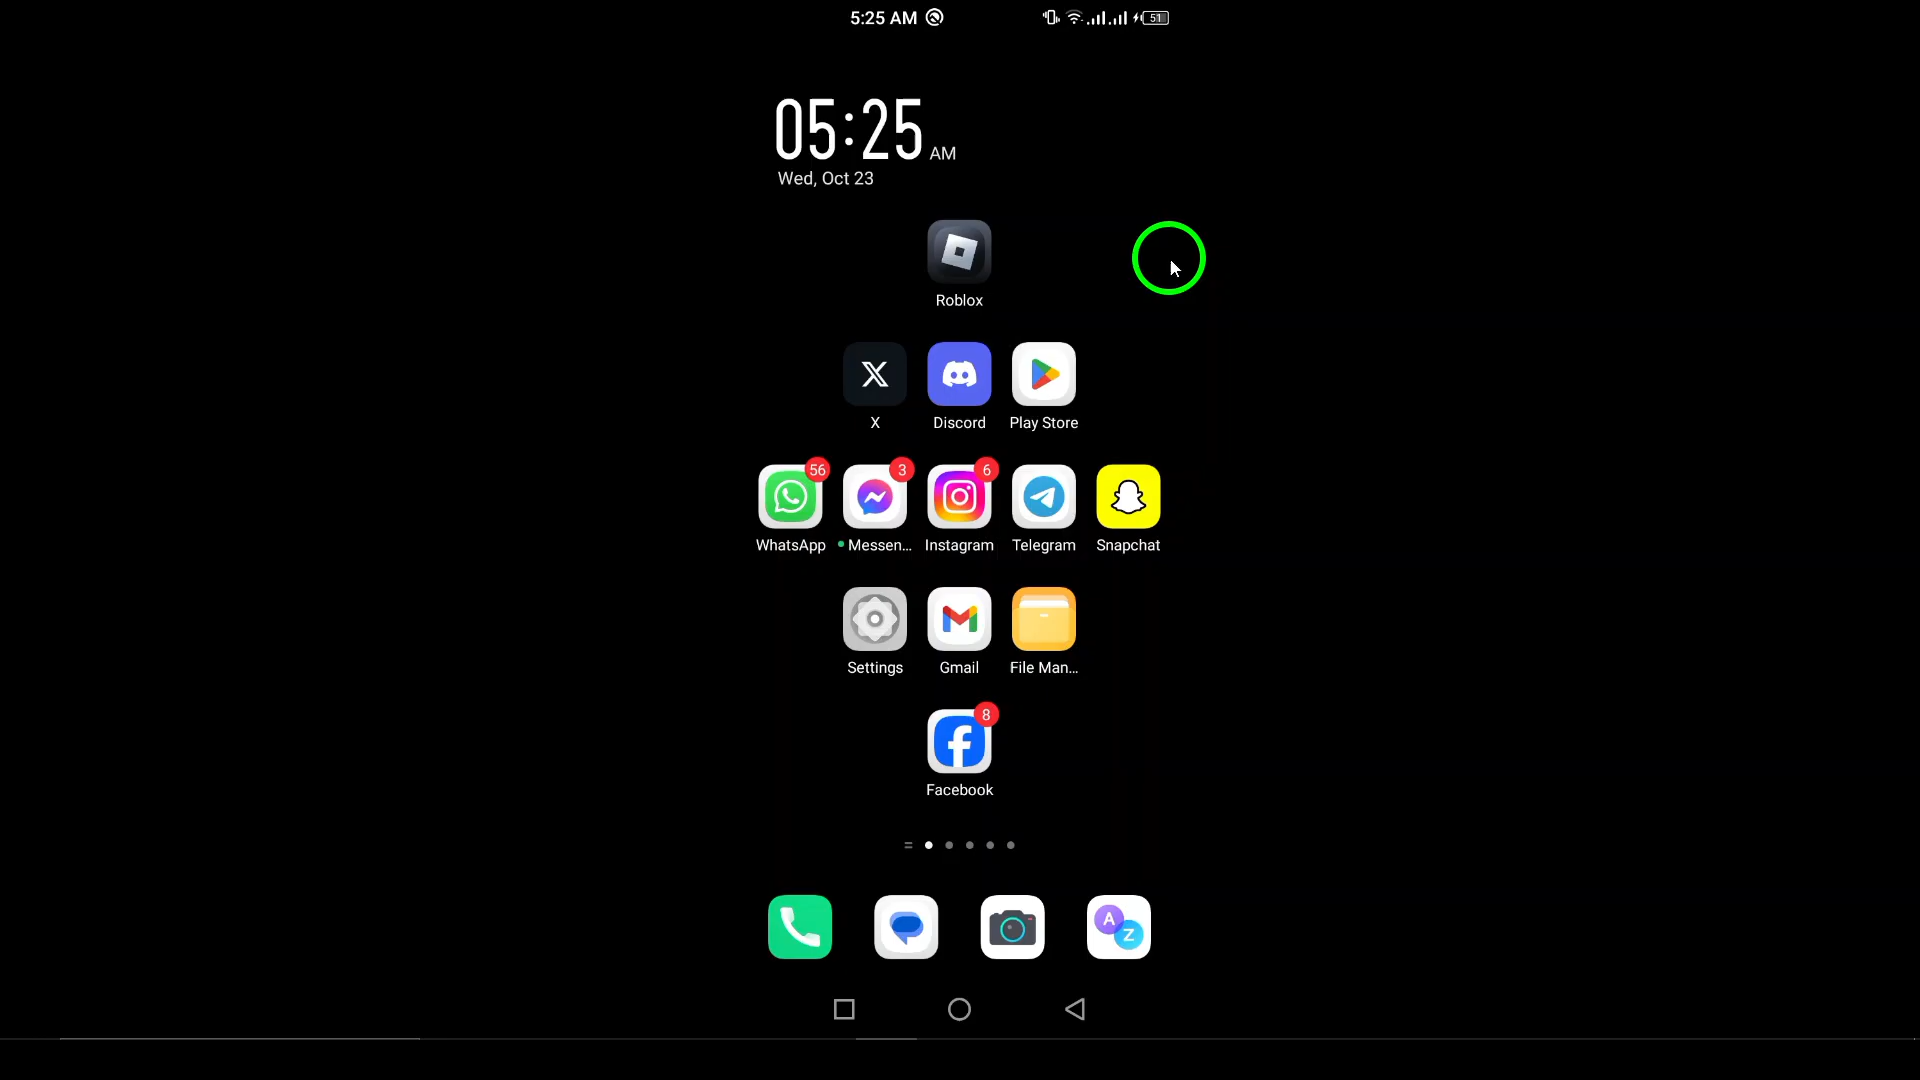 5:25 AM
51
05:25 AM
Wed, Oct 23
Roblox
X
Discord
Play Store
56
3
6
WhatsApp
Messen...
Instagram
Telegram
Snapchat
Settings
Gmail
File Man...
8
Facebook
A
Z